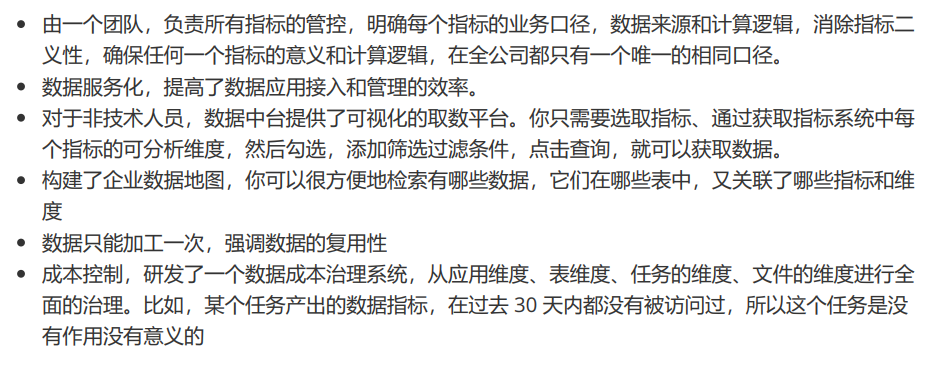 由一个团队，负责所有指标的管控，明确每个指标的业务口径，数据来源和计算逻辑，消除指标二
义性，确保任何一个指标的意义和计算逻辑，在全公司都只有一个唯一的相同口径。
数据服务化，提高了数据应用接入和管理的效率。
对于非技术人员，数据中台提供了可视化的取数平台。你只需要选取指标、通过获取指标系统中每
个指标的可分析维度，然后勾选，添加筛选过滤条件，点击查询，就可以获取数据。
构建了企业数据地图，你可以很方便地检索有哪些数据，它们在哪些表中，又关联了哪些指标和维
度
数据只能加工一次，强调数据的复用性
成本控制，研发了一个数据成本治理系统，从应用维度、表维度、任务的维度、文件的维度进行全
面的治理。比如，某个任务产出的数据指标，在过去 30 天内都没有被访问过，所以这个任务是没
有作用没有意义的